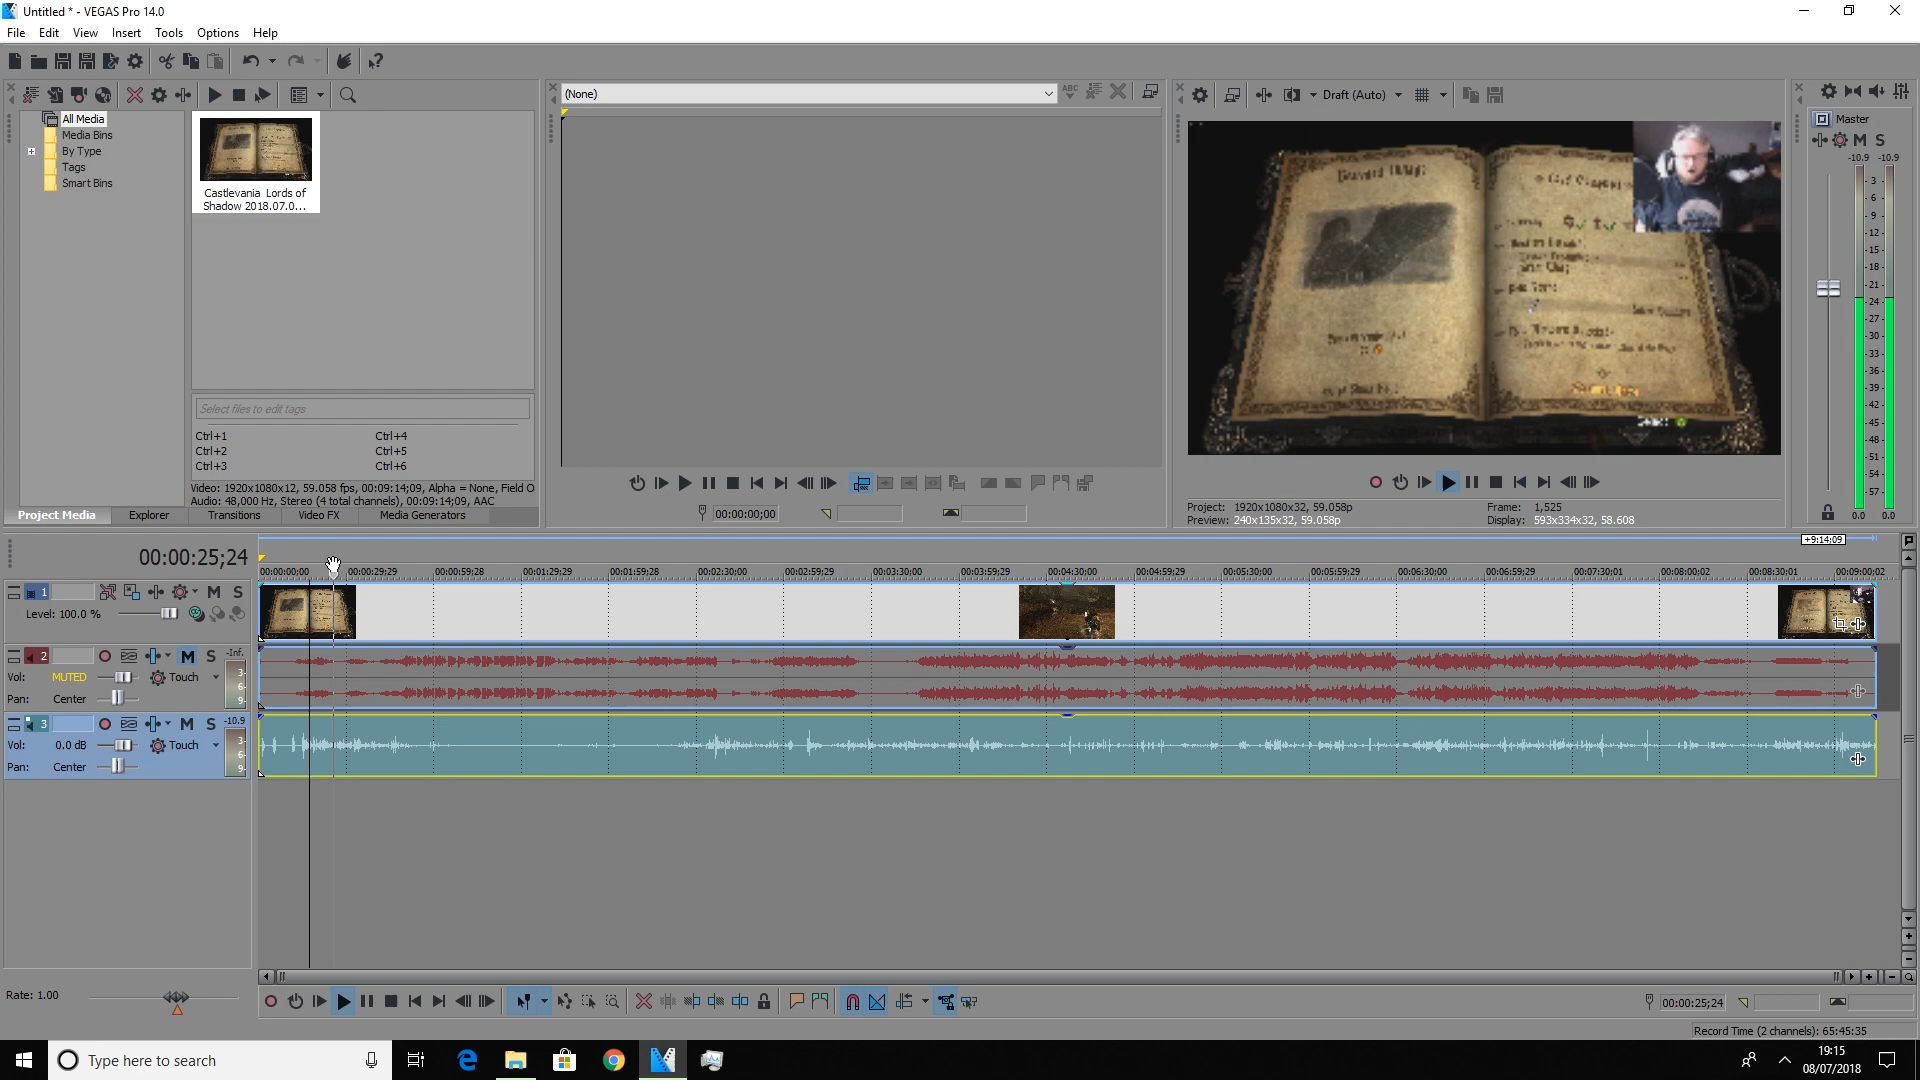 Untitled * - VEGAS Pro 14.0
File Edit View Insert Tools Options Help
(None)
Draft (Auto)
All Media
Media Bins
By Type
Tags
Smart Bins
Castlevania Lords of
Shadow 2018.07.0...
Select files to edit tags
Ctrl+1 Ctrl+4
Ctrl+2 Ctrl+5
Ctrl+3 Ctrl+6
Video: 1920x1080x12, 59.058 fps, 00:09:14;09, Alpha = None, Field O
Audio: 48,000 Hz, Stereo (4 total channels), 00:09:14;09, AAC
Project Media Explorer Transitions Video FX Media Generators
00:00:00;00
Project: 1920x1080x32, 59.058p
Preview: 240x135x32, 59.058p
Frame: 1,525
Display: 593x334x32, 58.608
Master
M S
-10.9 -10.9
- 3 -
- 6 -
- 9 -
- 12 -
- 15 -
- 18 -
- 21 -
- 24 -
- 27 -
- 30 -
- 33 -
- 36 -
- 39 -
- 42 -
- 45 -
- 48 -
- 51 -
- 54 -
- 57 -
0.0 0.0
+9:14:09
00:00:25;24
00:00:00;00 00:00:29;29 00:00:59;28 00:01:29;29 00:01:59;28 00:02:30;00 00:02:59;29 00:03:30;00 00:03:59;29 00:04:30;00 00:04:59;29 00:05:30;00 00:05:59;29 00:06:30;00 00:06:59;29 00:07:30;01 00:08:00;02 00:08:30;01 00:09:00;02
1 M S
Level: 100.0 %
2 M S -Inf.
Vol: MUTED Touch
Pan: Center
3 6 9
3 M S -10.9
Vol: 0.0 dB Touch
Pan: Center
3 6 9
Rate: 1.00
00:00:25;24
Record Time (2 channels): 65:45:35
Type here to search
19:15
08/07/2018